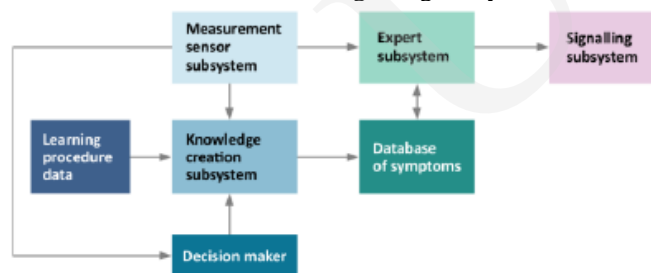 Measurement
sensor
subsystem
Expert
subsystem
Signalling
subsystem
Learning
procedure
data
Knowledge
creation
subsystem
Database
of symptoms
Decision maker